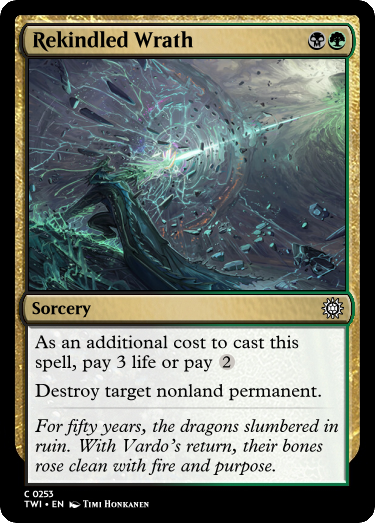 Rekindled Wrath
Sorcery
As an additional cost to cast this
spell, pay 3 life or pay 2
Destroy target nonland permanent.
For fifty years, the dragons slumbered in
ruin. With Vardo's return, their bones
rose clean with fire and purpose.
C 0253
TWI • EN Timi Honkanen